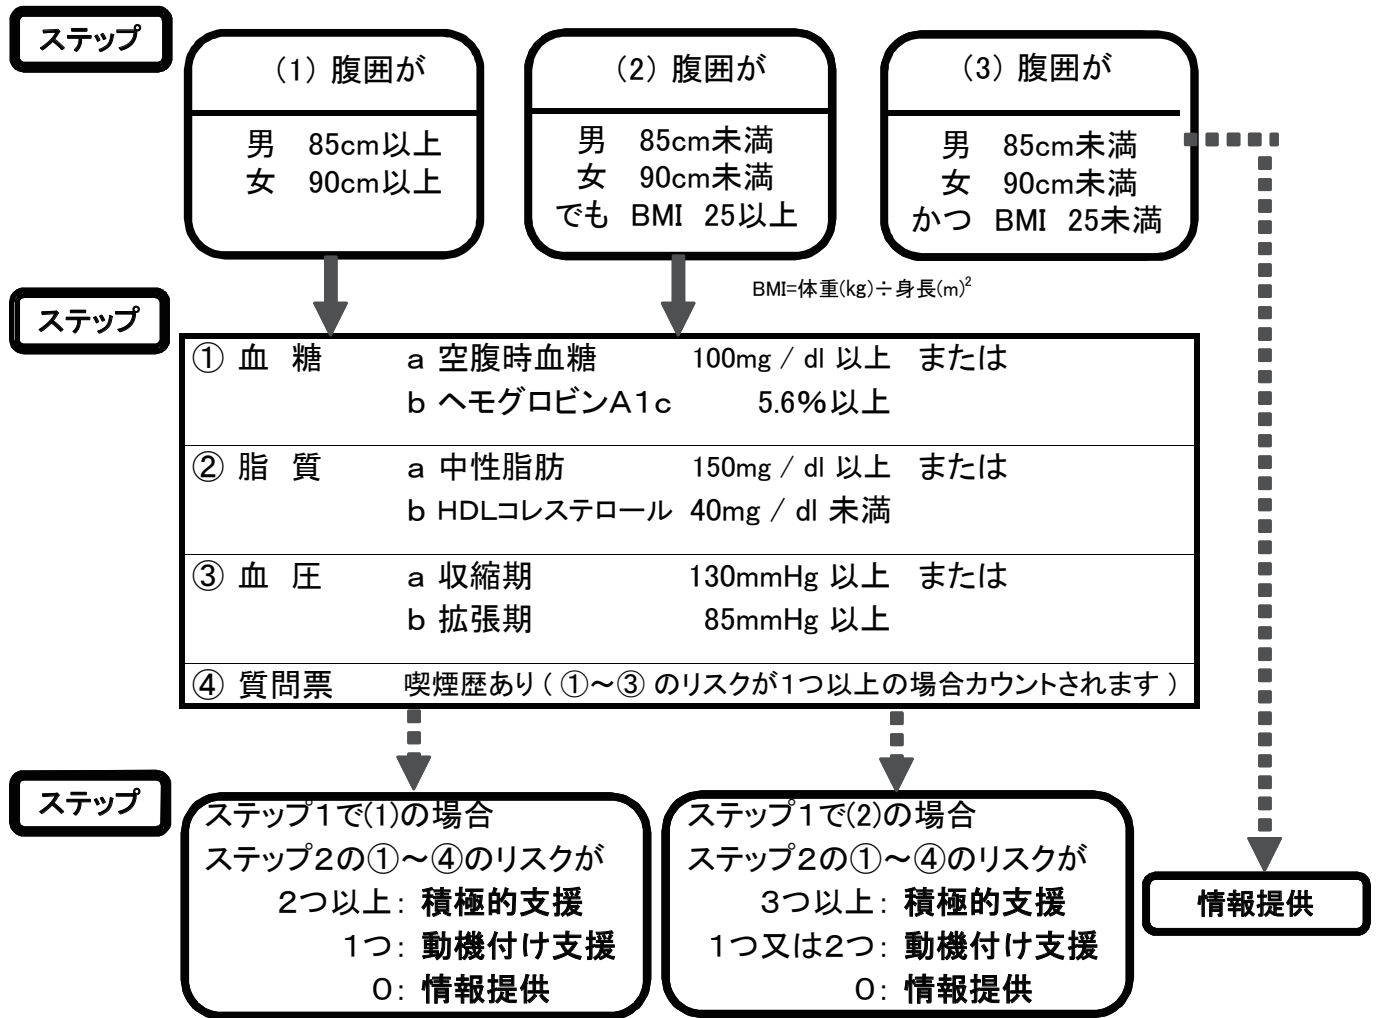 ステップ
(1) 腹囲が
男 85cm以上
女 90cm以上
(2) 腹囲が
男 85cm未満
女 90cm未満
でも BMI 25以上
(3) 腹囲が
男 85cm未満
女 90cm未満
かつ BMI 25未満
BMI=体重(kg)÷身長(m)²
ステップ
① 血 糖 a 空腹時血糖 100mg / dl 以上 または
b ヘモグロビンA1c 5.6%以上
② 脂 質 a 中性脂肪 150mg / dl 以上 または
b HDLコレステロール 40mg / dl 未満
③ 血 圧 a 収縮期 130mmHg 以上 または
b 拡張期 85mmHg 以上
④ 質問票 喫煙歴あり ( ①~③ のリスクが1つ以上の場合カウントされます )
ステップ
ステップ1で(1)の場合
ステップ2の①~④のリスクが
2つ以上: 積極的支援
1つ: 動機付け支援
0: 情報提供
ステップ1で(2)の場合
ステップ2の①~④のリスクが
3つ以上: 積極的支援
1つ又は2つ: 動機付け支援
0: 情報提供
情報提供